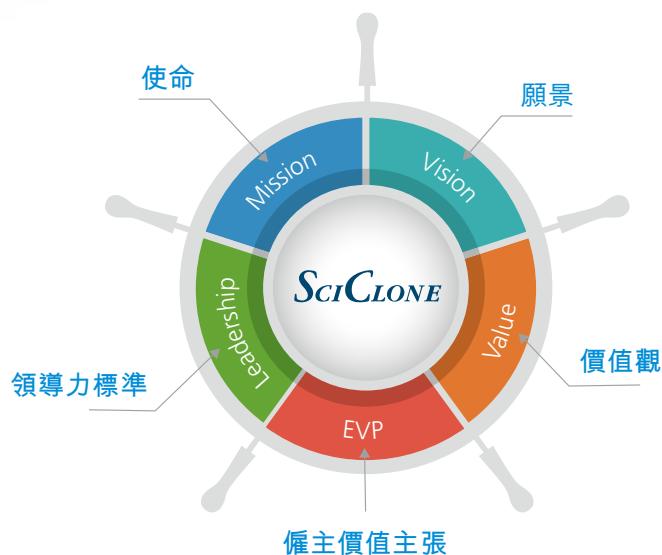 使命
願景
Mission
Vision
SCICLONE
Leadership
Value
領導力標準
價值觀
EVP
僱主價值主張